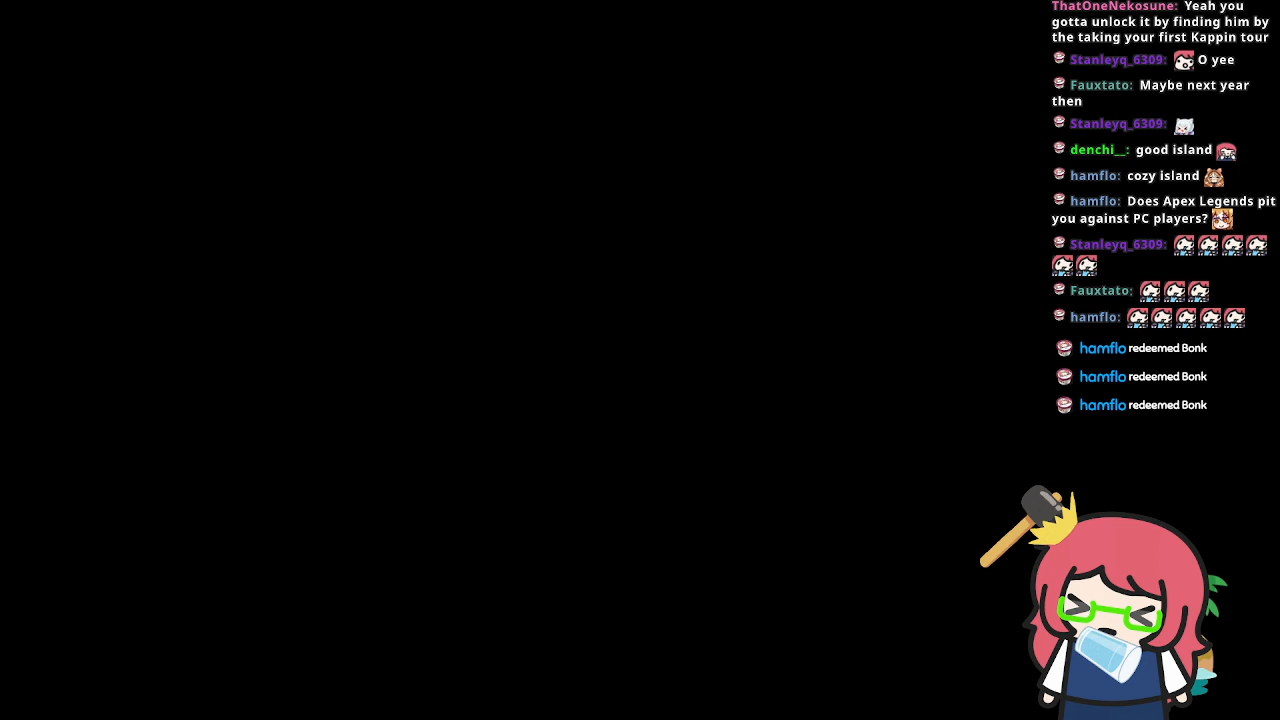 ThatOneNekosune: Yeah you
gotta unlock it by finding him by
the taking your first Kappin tour
Stanleyq_6309: O yee
Fauxtato: Maybe next year
then
Stanleyq_6309:
denchi__: good island
hamflo: cozy island
hamflo: Does Apex Legends pit
you against PC players?
Stanleyq_6309:
Fauxtato:
hamflo:
hamflo redeemed Bonk
hamflo redeemed Bonk
hamflo redeemed Bonk